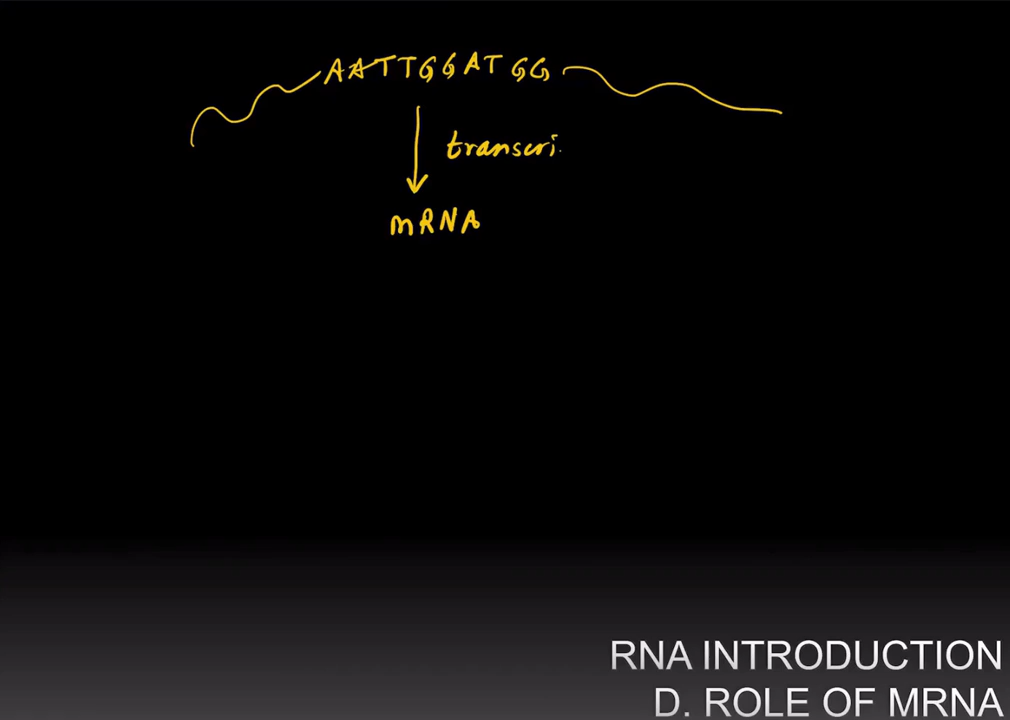 AATTGGATGG
transcri
mRNA
RNA INTRODUCTION
D. ROLE OF MRNA